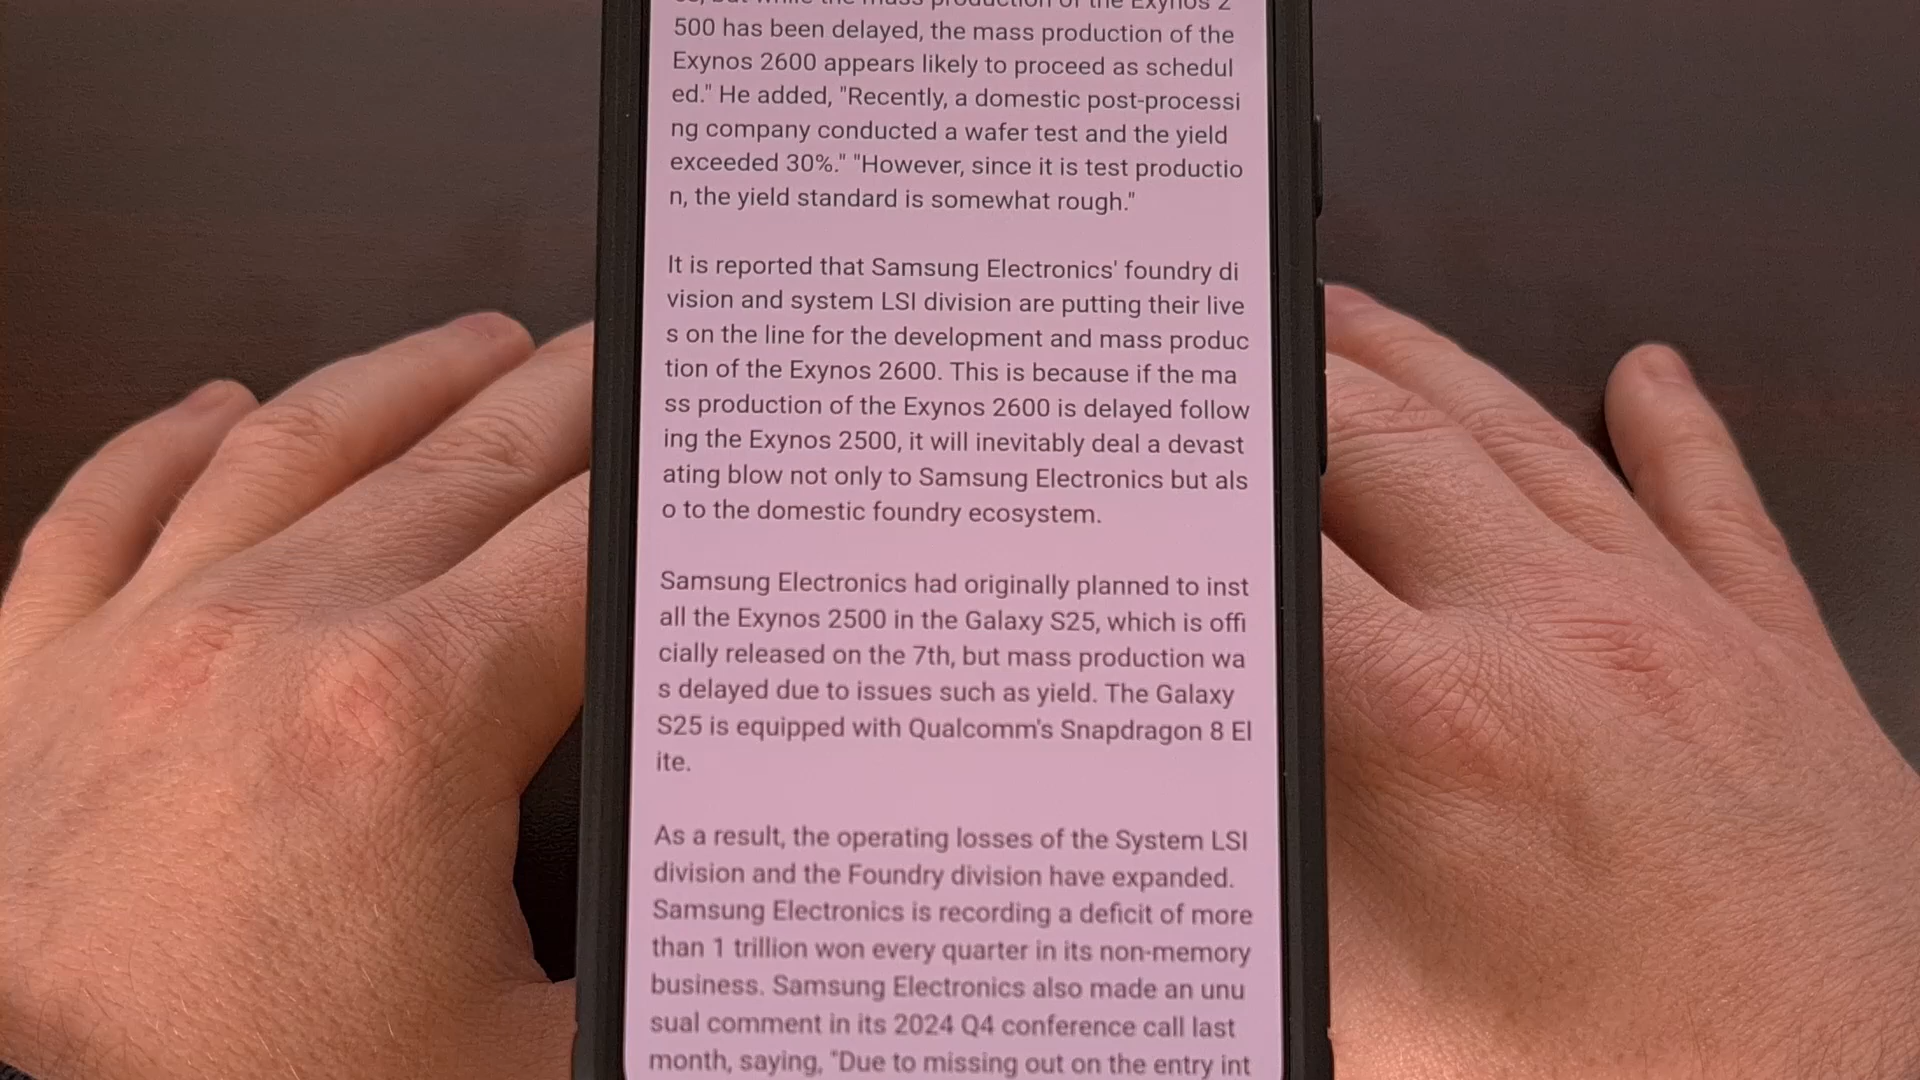 es, but while the mass production of the Exynos 2
500 has been delayed, the mass production of the
Exynos 2600 appears likely to proceed as schedul
ed." He added, "Recently, a domestic post-processi
ng company conducted a wafer test and the yield
exceeded 30%." "However, since it is test productio
n, the yield standard is somewhat rough."
It is reported that Samsung Electronics' foundry di
vision and system LSI division are putting their live
s on the line for the development and mass produc
tion of the Exynos 2600. This is because if the ma
ss production of the Exynos 2600 is delayed follow
ing the Exynos 2500, it will inevitably deal a devast
ating blow not only to Samsung Electronics but als
o to the domestic foundry ecosystem.
Samsung Electronics had originally planned to inst
all the Exynos 2500 in the Galaxy S25, which is offi
cially released on the 7th, but mass production wa
s delayed due to issues such as yield. The Galaxy
S25 is equipped with Qualcomm's Snapdragon 8 El
ite.
As a result, the operating losses of the System LSI
division and the Foundry division have expanded.
Samsung Electronics is recording a deficit of more
than 1 trillion won every quarter in its non-memory
business. Samsung Electronics also made an unu
sual comment in its 2024 Q4 conference call last
month, saying, "Due to missing out on the entry int